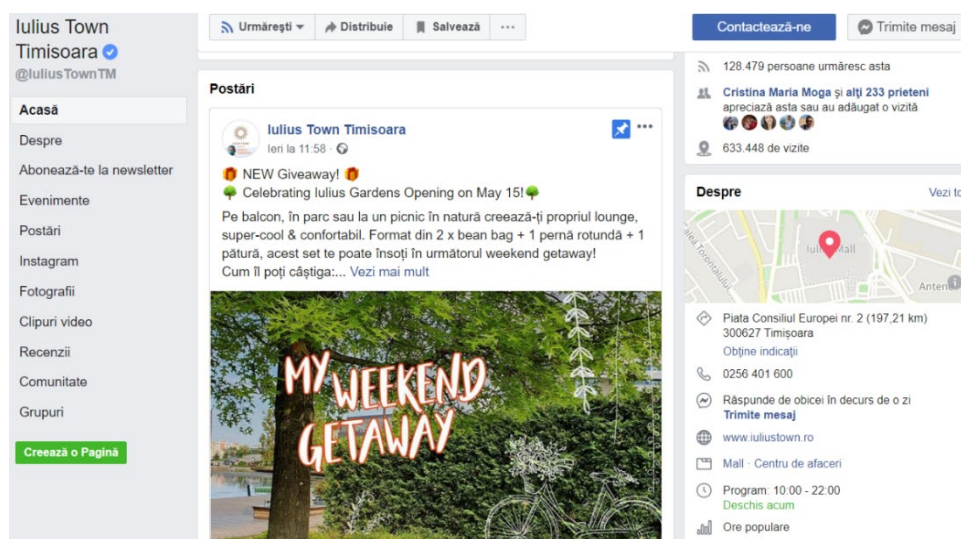 Iulius Town
Timisoara
@IuliusTownTM
Acasă
Despre
Abonează-te la newsletter
Evenimente
Postări
Instagram
Fotografii
Clipuri video
Recenzii
Comunitate
Grupuri
Creează o Pagină
Urmărești
Distribuie
Salvează
Contactează-ne
Trimite mesaj
Postări
Iulius Town Timisoara
Ieri la 11:58
NEW Giveaway!
Celebrating Iulius Gardens Opening on May 15!
Pe balcon, în parc sau la un picnic în natură creează-ți propriul lounge,
super-cool & confortabil. Format din 2 x bean bag + 1 pernă rotundă + 1
pătură, acest set te poate însoți în următorul weekend getaway!
Cum îl poți câștiga:... Vezi mai mult
MY WEEKEND
GETAWAY
128.479 persoane urmăresc asta
Cristina Maria Moga și alți 233 prieteni
apreciază asta sau au adăugat o vizită
633.448 de vizite
Despre
Vezi to
Calea Torontalului
Iulius Mall
Anten
Piata Consiliul Europei nr. 2 (197,21 km)
300627 Timișoara
Obține indicații
0256 401 600
Răspunde de obicei în decurs de o zi
Trimite mesaj
www.iuliustown.ro
Mall · Centru de afaceri
Program: 10:00 - 22:00
Deschis acum
Ore populare